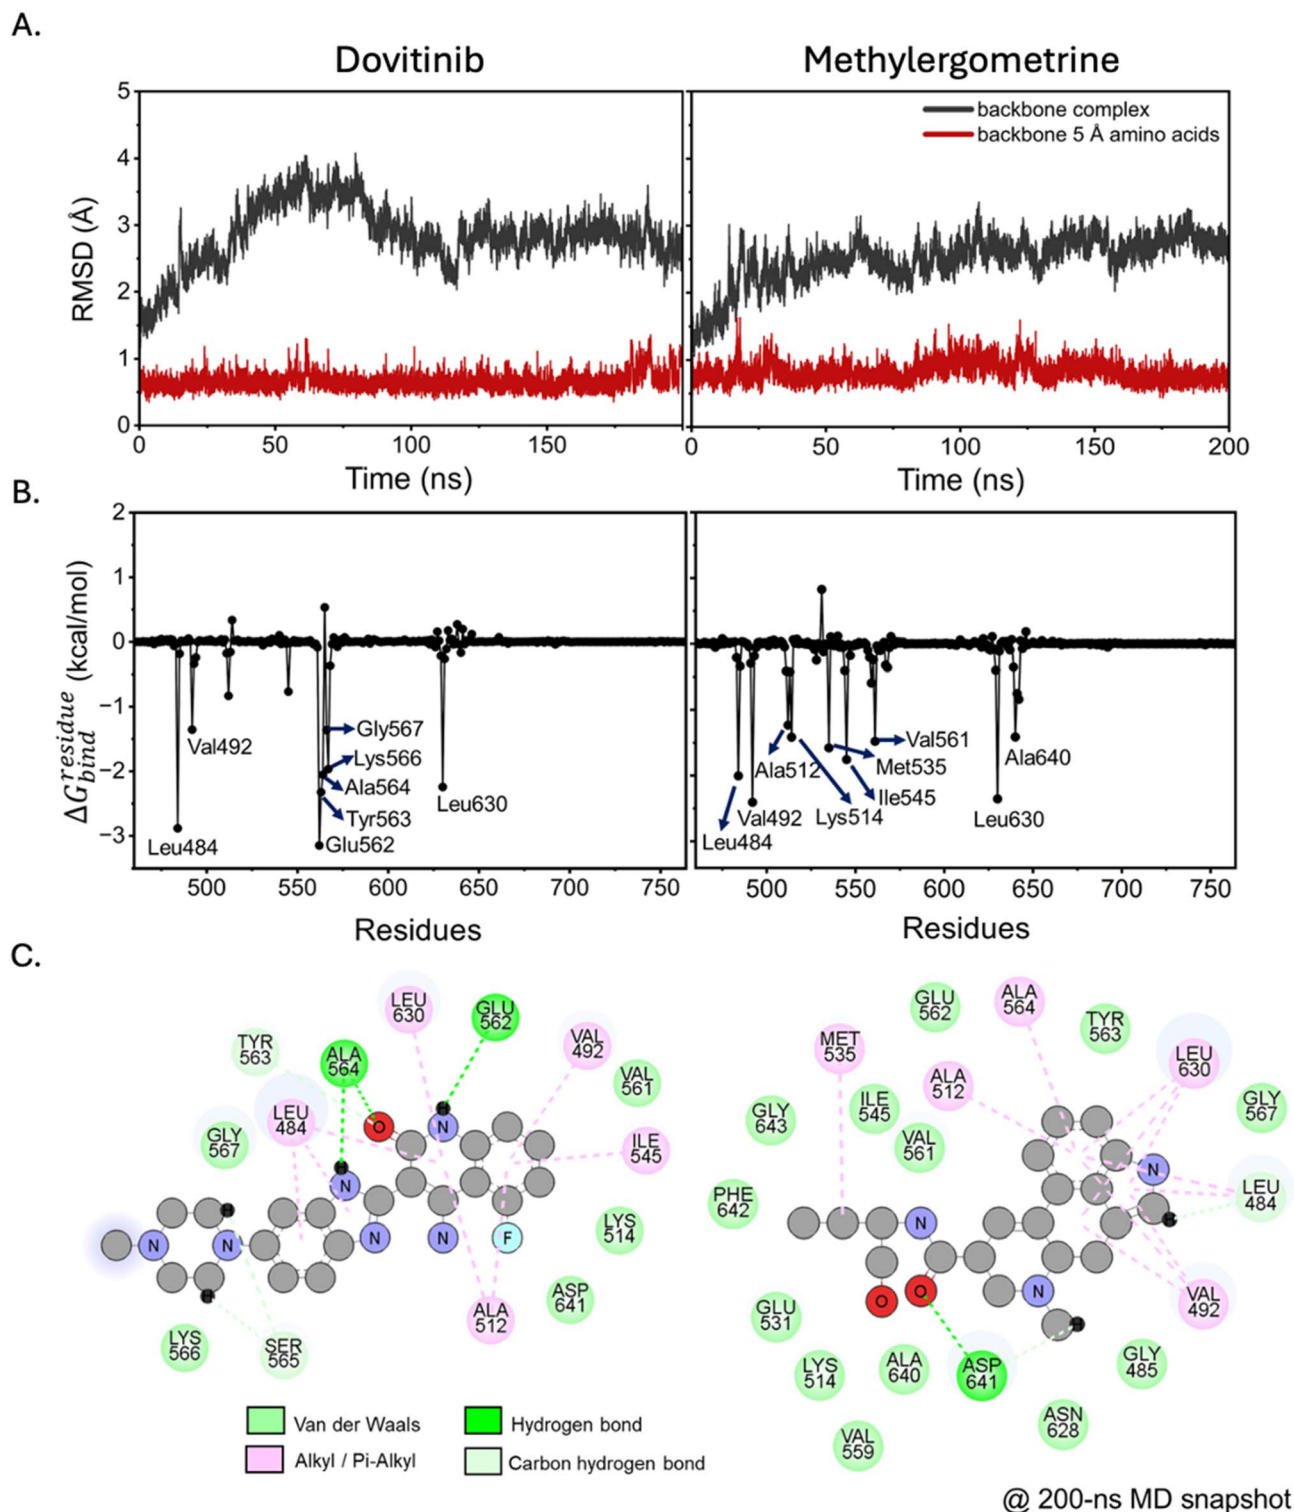 A.
Dovitinib
Methylergometrine
5
4
3
2
1
0
RMSD (Å)
backbone complex
backbone 5 Å amino acids
0
50
100
150
0
50
100
150
200
Time (ns)
Time (ns)
B.
2
1
0
−1
−2
−3
ΔG residue bind (kcal/mol)
Val492
Gly567
Lys566
Ala564
Tyr563
Glu562
Leu484
Leu630
Ala512
Val492
Leu484
Lys514
Ile545
Met535
Val561
Ala640
Leu630
500
550
600
650
700
750
500
550
600
650
700
750
Residues
Residues
C.
LEU
630
GLU
562
TYR
563
ALA
564
VAL
492
VAL
561
LEU
484
GLY
567
ILE
545
LYS
514
ASP
641
ALA
512
LYS
566
SER
565
O
N
H
H
N
N
N
F
N
N
H
H
GLU
562
ALA
564
TYR
563
MET
535
LEU
630
ALA
512
ILE
545
GLY
643
VAL
561
GLY
567
PHE
642
LEU
484
VAL
492
GLU
531
LYS
514
ALA
640
ASP
641
GLY
485
ASN
628
VAL
559
N
H
N
O
O
N
H
Van der Waals
Hydrogen bond
Alkyl / Pi-Alkyl
Carbon hydrogen bond
@ 200-ns MD snapshot